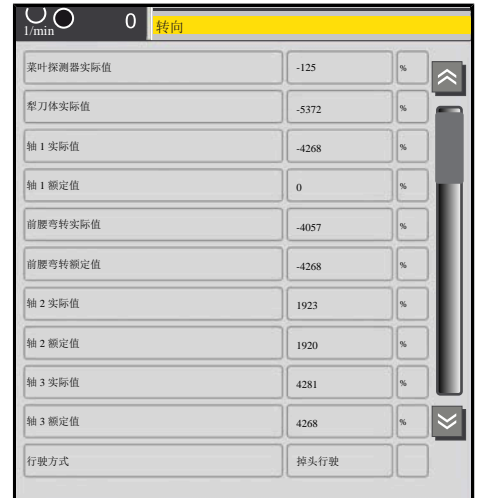 1/min 0 转向
菜叶探测器实际值 -125 %
犁刀体实际值 -5372 %
轴 1 实际值 -4268 %
轴 1 额定值 0 %
前腰弯转实际值 -4057 %
前腰弯转额定值 -4268 %
轴 2 实际值 1923 %
轴 2 额定值 1920 %
轴 3 实际值 4281 %
轴 3 额定值 4268 %
行驶方式 掉头行驶